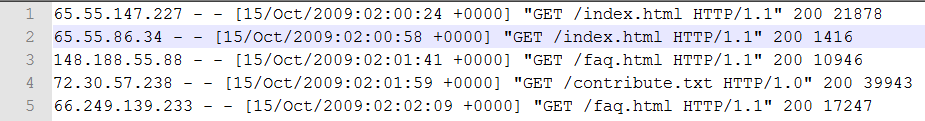 1 65.55.147.227 - - [15/Oct/2009:02:00:24 +0000] "GET /index.html HTTP/1.1" 200 21878
2 65.55.86.34 - - [15/Oct/2009:02:00:58 +0000] "GET /index.html HTTP/1.1" 200 1416
3 148.188.55.88 - - [15/Oct/2009:02:01:41 +0000] "GET /faq.html HTTP/1.1" 200 10946
4 72.30.57.238 - - [15/Oct/2009:02:01:59 +0000] "GET /contribute.txt HTTP/1.0" 200 39943
5 66.249.139.233 - - [15/Oct/2009:02:02:09 +0000] "GET /faq.html HTTP/1.1" 200 17247